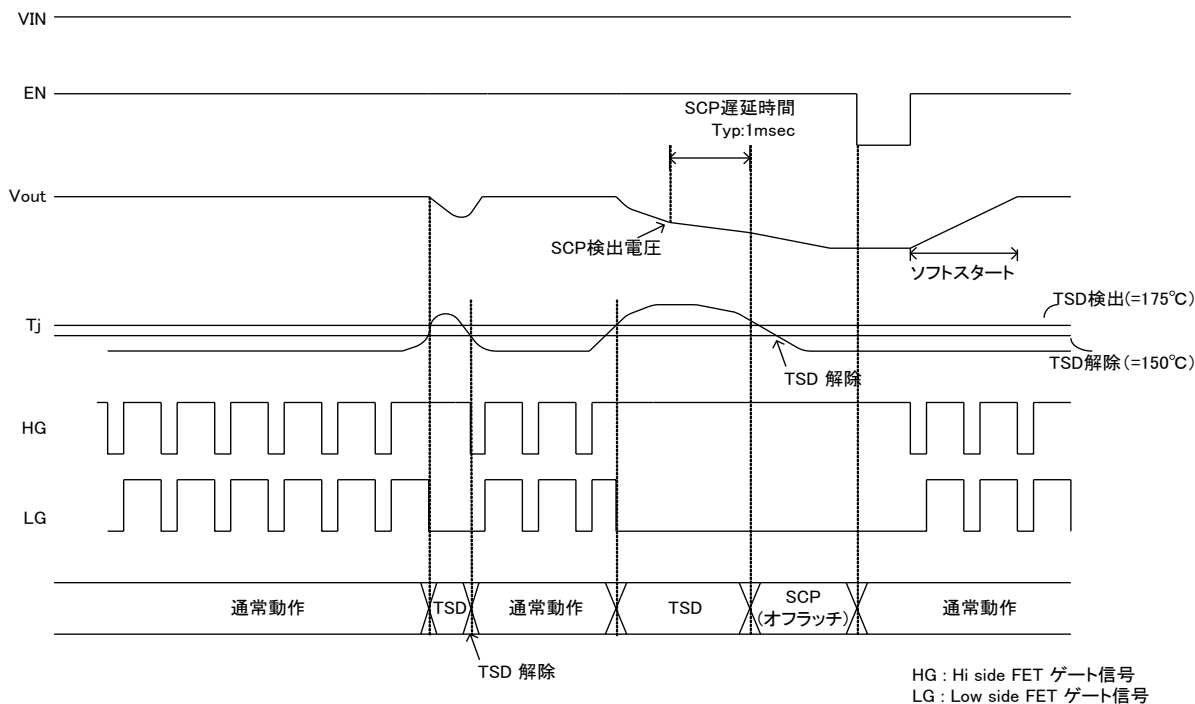 VIN
EN
SCP遅延時間
Typ:1msec
Vout
SCP検出電圧
ソフトスタート
TSD検出(=175℃)
Tj
TSD解除(=150℃)
TSD 解除
HG
LG
通常動作
TSD
通常動作
TSD
SCP
(オフラッチ)
通常動作
TSD 解除
HG : Hi side FET ゲート信号
LG : Low side FET ゲート信号